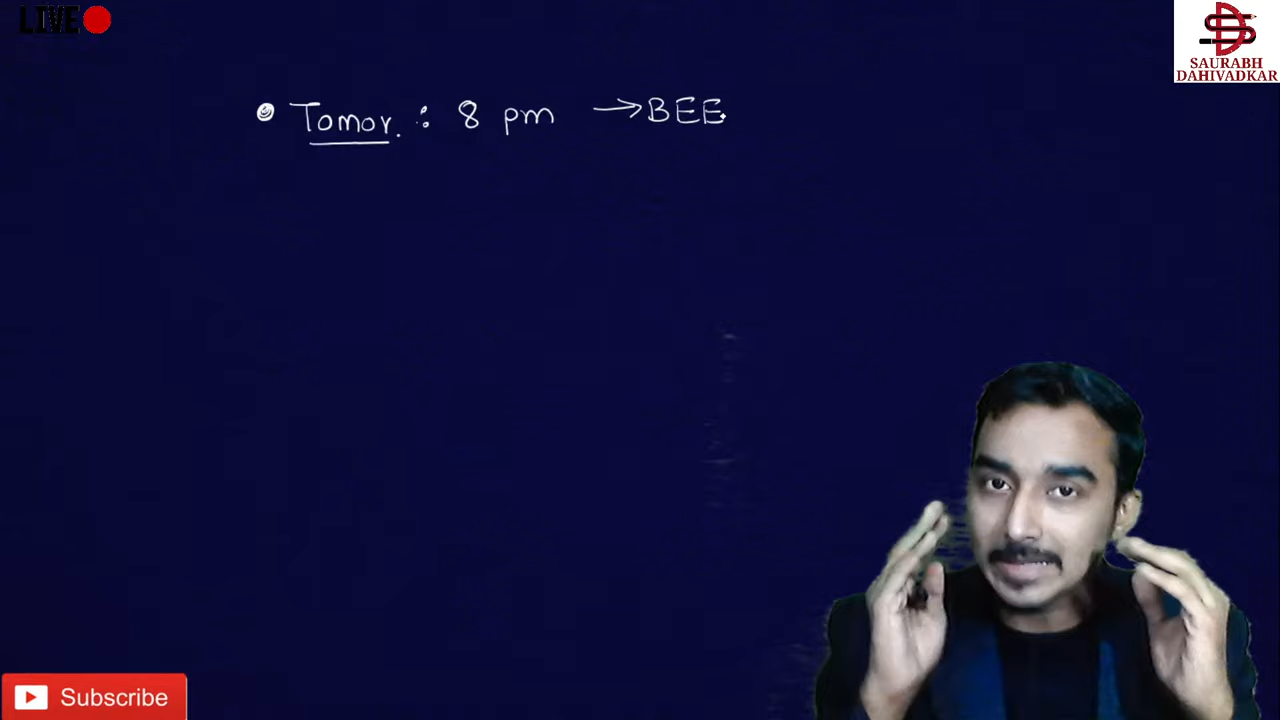 LIVE
SAURABH
DAHIVADKAR
Tomor. : 8 pm → BEE
Subscribe